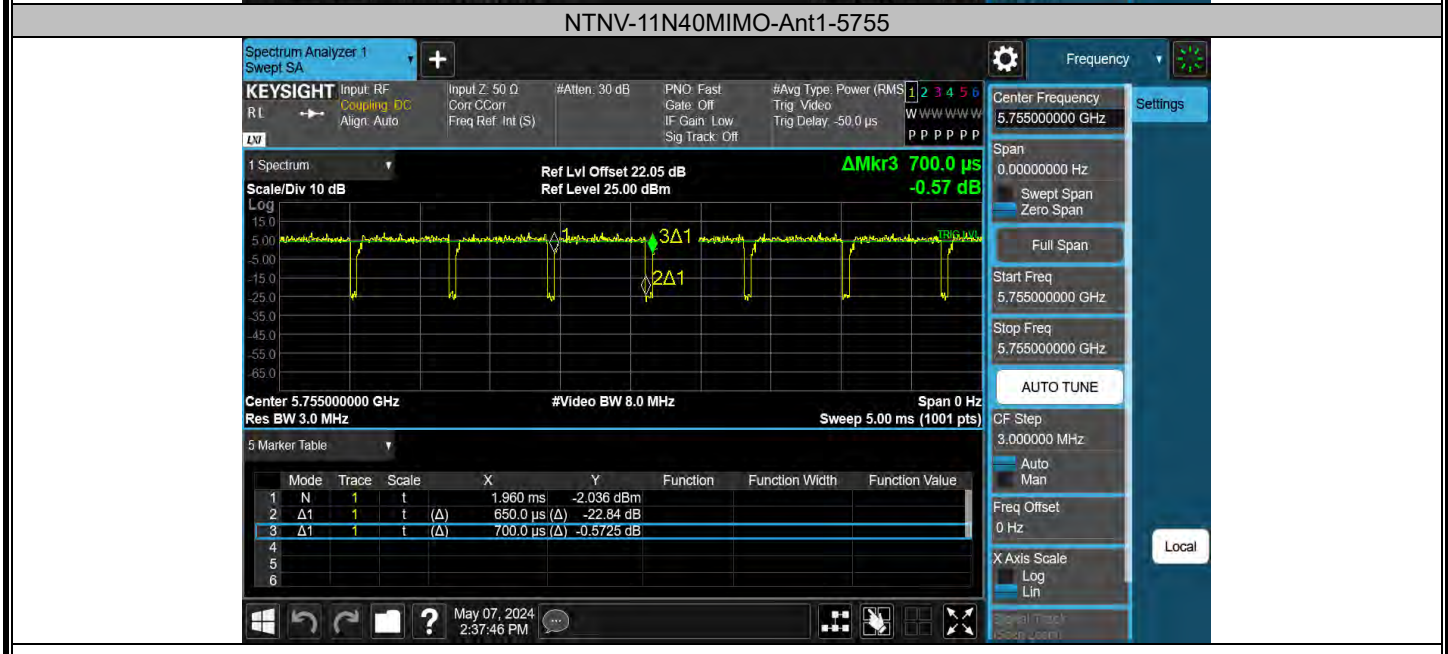 NTNV-11N40MIMO-Ant1-5755
Spectrum Analyzer 1
Swept SA
+
Frequency
KEYSIGHT
RL
LXI
Input: RF
Coupling: DC
Align: Auto
Input Z: 50 Ω
Corr CCorr
Freq Ref: Int (S)
#Atten: 30 dB
PNO: Fast
Gate: Off
IF Gain: Low
Sig Track: Off
#Avg Type: Power (RMS
Trig: Video
Trig Delay: -50.0 µs
1 2 3 4 5 6
W W W W W W
P P P P P P
Center Frequency
5.755000000 GHz
Settings
1 Spectrum
Scale/Div 10 dB
Ref Lvl Offset 22.05 dB
Ref Level 25.00 dBm
ΔMkr3 700.0 µs
-0.57 dB
Log
15.0
5.00
-5.00
-15.0
-25.0
-35.0
-45.0
-55.0
-65.0
1
3Δ1
2Δ1
TRIG LVL
Center 5.755000000 GHz
Res BW 3.0 MHz
#Video BW 8.0 MHz
Span 0 Hz
Sweep 5.00 ms (1001 pts)
Span
0.00000000 Hz
Swept Span
Zero Span
Full Span
Start Freq
5.755000000 GHz
Stop Freq
5.755000000 GHz
AUTO TUNE
CF Step
3.000000 MHz
Auto
Man
Freq Offset
0 Hz
X Axis Scale
Log
Lin
Signal Track
(Span Zoom)
Local
5 Marker Table
Mode Trace Scale X Y Function Function Width Function Value
1 N 1 t 1.960 ms -2.036 dBm
2 Δ1 1 t (Δ) 650.0 µs (Δ) -22.84 dB
3 Δ1 1 t (Δ) 700.0 µs (Δ) -0.5725 dB
4
5
6
?
May 07, 2024
2:37:46 PM